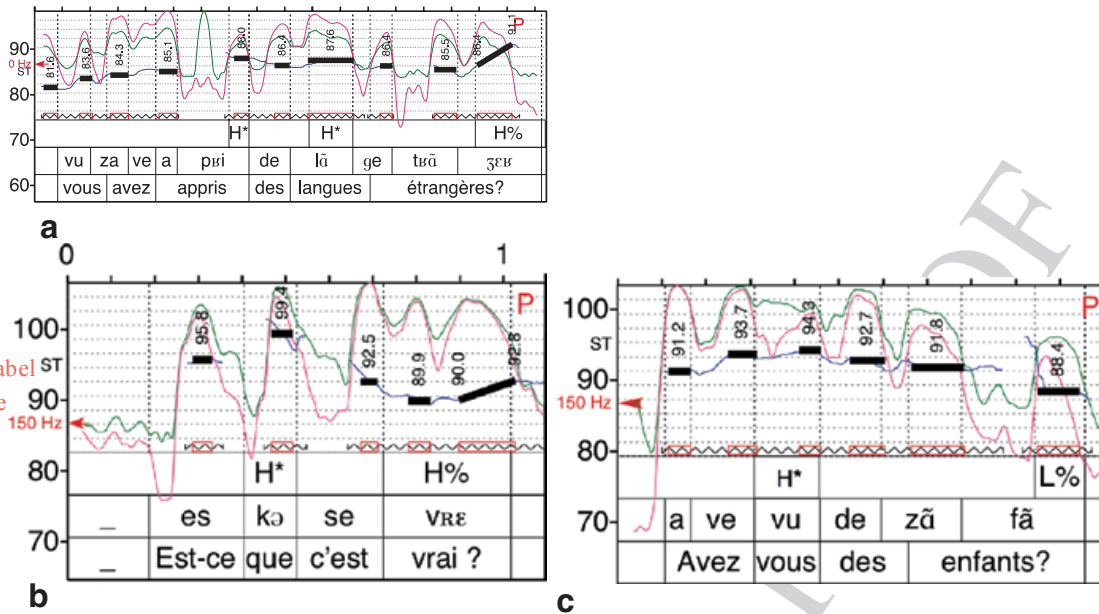 P
90
0 Hz
ST
80
70
60
81.6 83.6 84.3 85.1 88.0 86.4 87.6 86.4 85.5 86.4 91.1
H* H* H%
vu za ve a pʁi de lɑ̃ ge tʁɑ̃ ʒɛʁ
vous avez appris des langues étrangères?
a
0 1
P
100
ST
90
150 Hz
80
70
abel
e
95.8 99.4 92.5 89.9 90.0 92.8
H* H%
_ es kə se vʀɛ
_ Est-ce que c'est vrai ?
b
P
100
ST
90
150 Hz
80
70
91.2 93.7 94.3 92.7 91.8 88.4
H* L%
a ve vu de zɑ̃ fɑ̃
Avez vous des enfants?
c